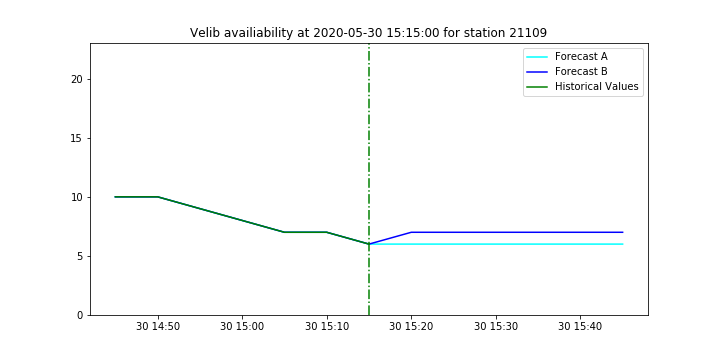 Velib availiability at 2020-05-30 15:15:00 for station 21109
Forecast A
Forecast B
Historical Values
20
15
10
5
0
30 14:50
30 15:00
30 15:10
30 15:20
30 15:30
30 15:40